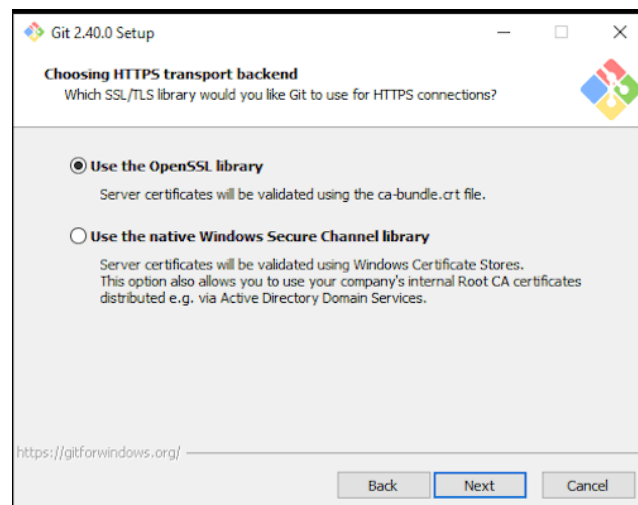 Git 2.40.0 Setup
Choosing HTTPS transport backend
Which SSL/TLS library would you like Git to use for HTTPS connections?
Use the OpenSSL library
Server certificates will be validated using the ca-bundle.crt file.
Use the native Windows Secure Channel library
Server certificates will be validated using Windows Certificate Stores.
This option also allows you to use your company's internal Root CA certificates
distributed e.g. via Active Directory Domain Services.
https://gitforwindows.org/
Back Next Cancel